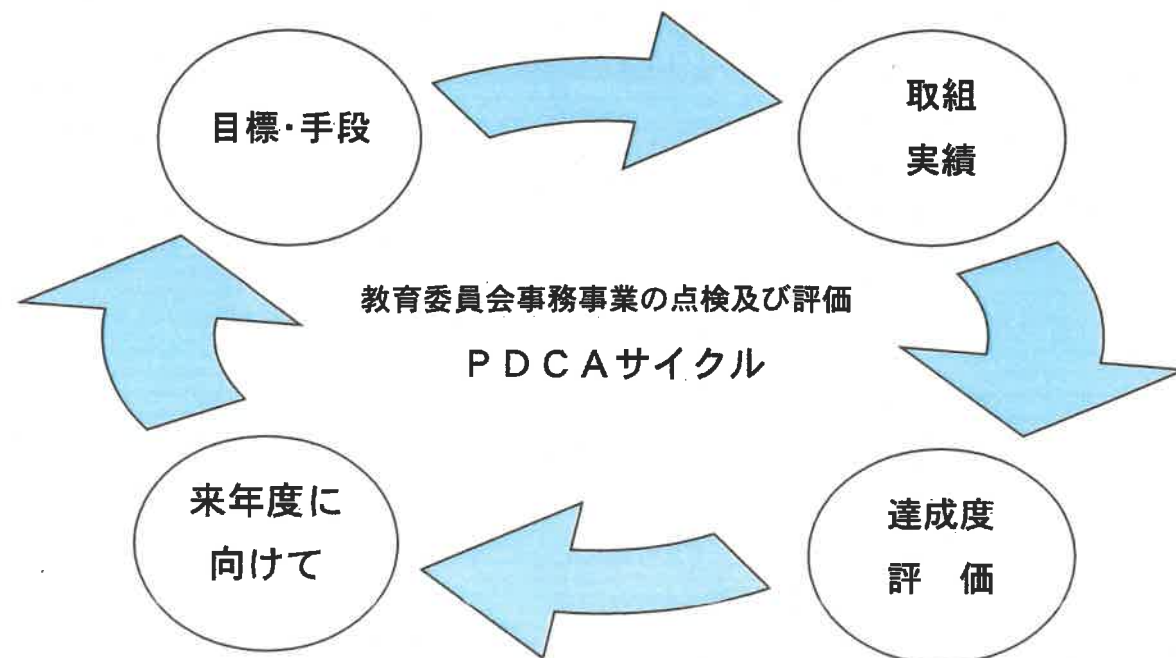 目標・手段
取組
実績
教育委員会事務事業の点検及び評価
PDCAサイクル
来年度に
向けて
達成度
評　価